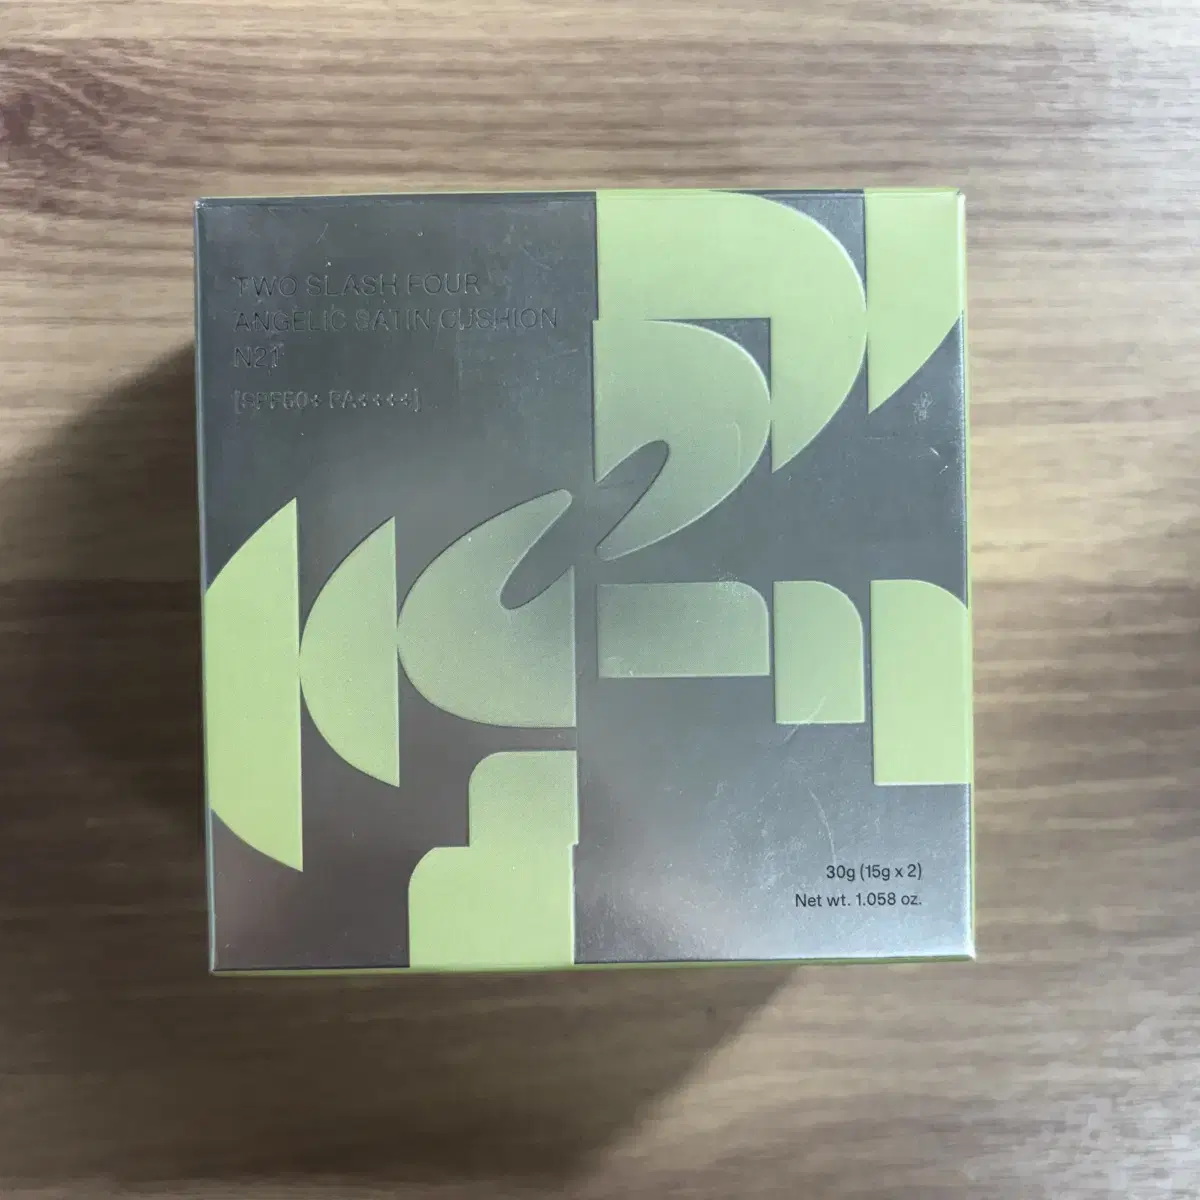 TWO SLASH FOUR
ANGELIC SATIN CUSHION
N21
[SPF50+ PA++++]
30g (15g x 2)
Net wt. 1.058 oz.